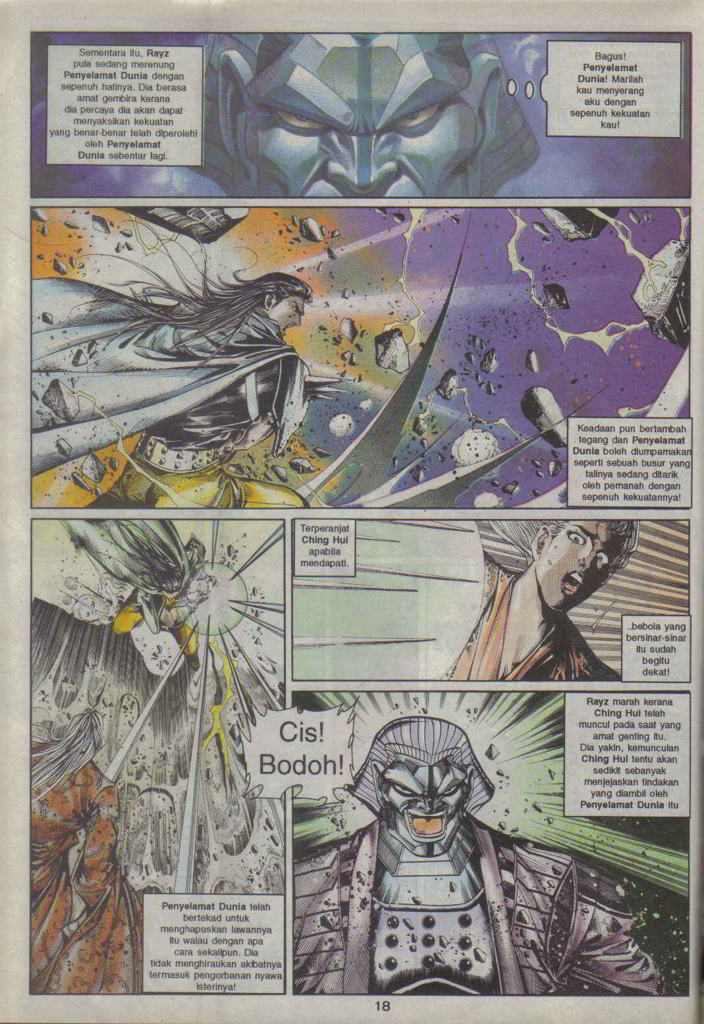 Sementara itu, Rayz
pula sedang merenung
Penyelamat Dunia dengan
sepenuh hatinya. Dia berasa
amat gembira kerana
dia percaya dia akan dapat
menyaksikan kekuatan
yang benar-benar telah diperolehi
oleh Penyelamat
Dunia sebentar lagi.
Bagus!
Penyelamat
Dunia! Marilah
kau menyerang
aku dengan
sepenuh kekuatan
kau!
Keadaan pun bertambah
tegang dan Penyelamat
Dunia boleh diumpamakan
seperti sebuah busur yang
talinya sedang ditarik
oleh pemanah dengan
sepenuh kekuatannya!
Penyelamat Dunia telah
bertekad untuk
menghapuskan lawannya
itu walau dengan apa
cara sekalipun. Dia
tidak menghiraukan akibatnya
termasuk pengorbanan nyawa
isterinya!
Terperanjat
Ching Hui
apabila
mendapati.
..bebola yang
bersinar-sinar
itu sudah
begitu
dekat!
Cis!
Bodoh!
Rayz marah kerana
Ching Hui telah
muncul pada saat yang
amat genting itu.
Dia yakin, kemunculan
Ching Hui tentu akan
sedikit sebanyak
menjejaskan tindakan
yang diambil oleh
Penyelamat Dunia itu
18